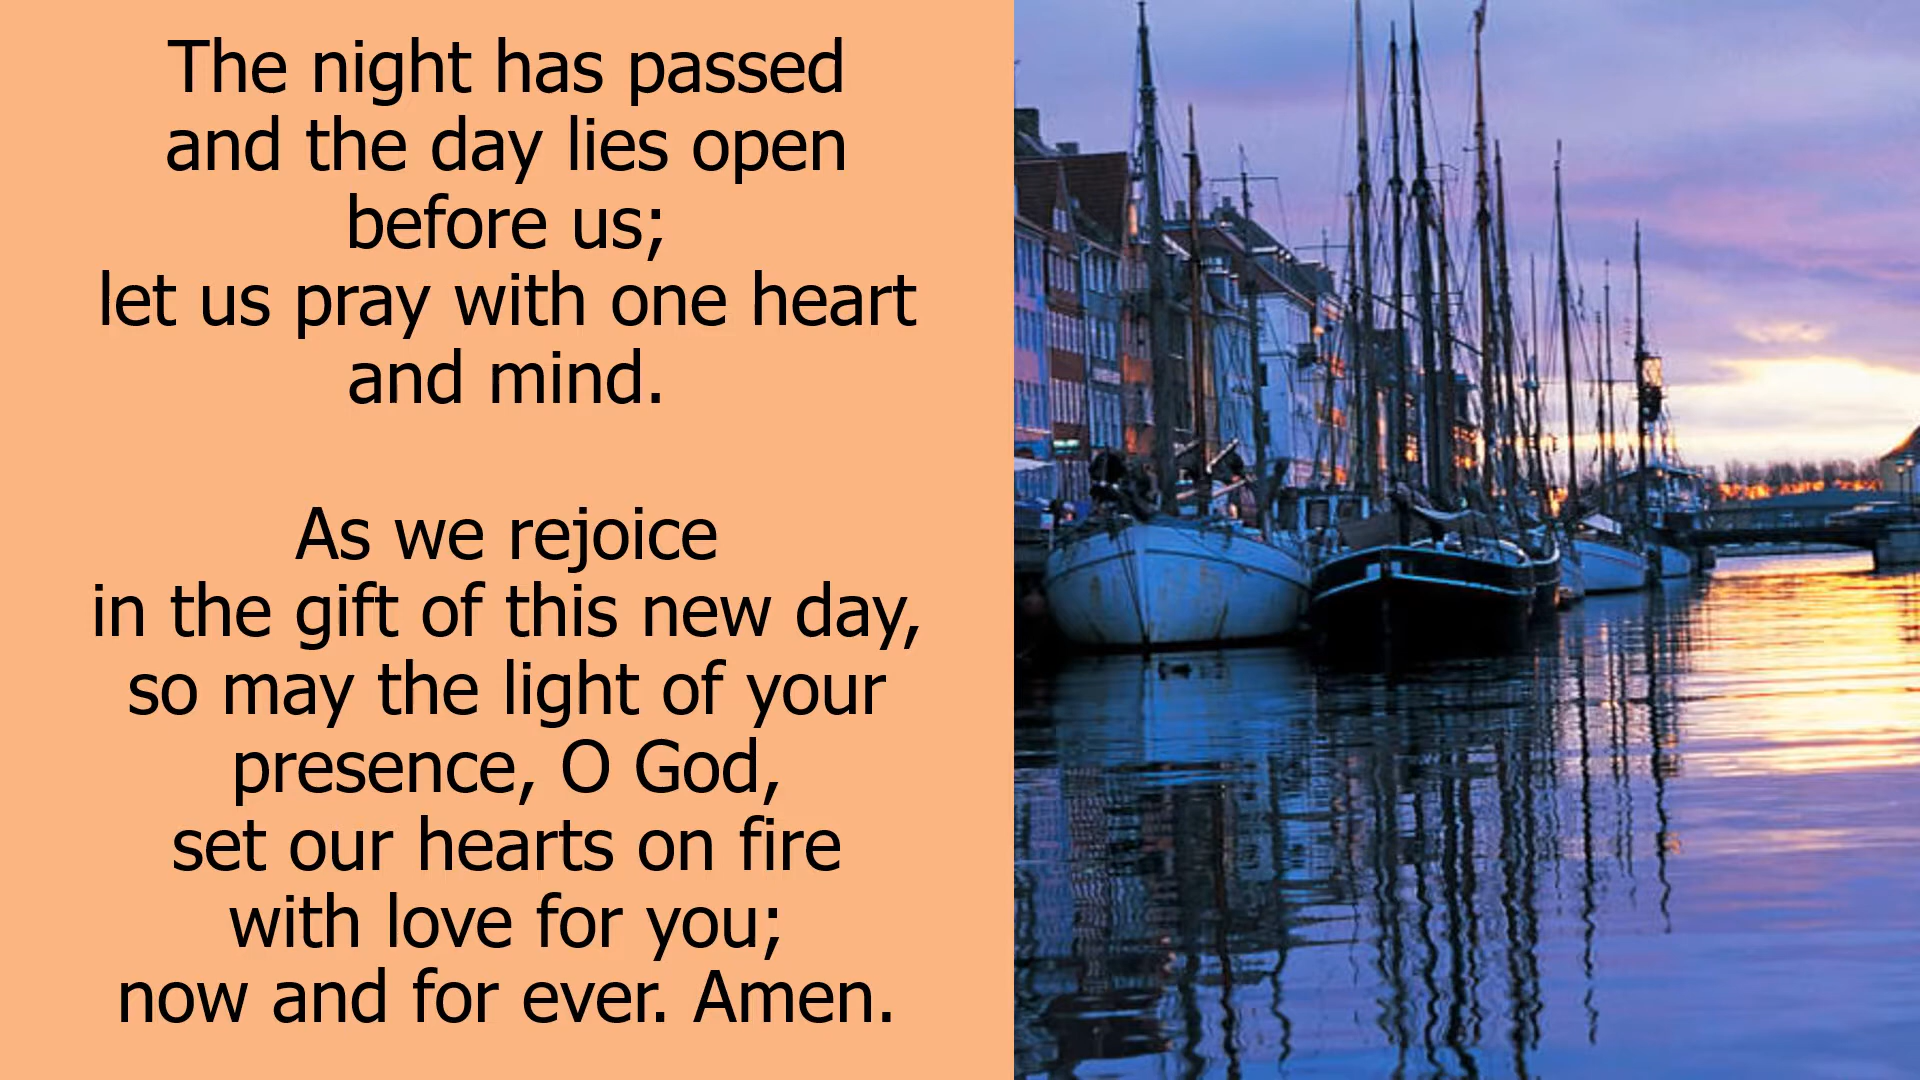 The night has passed
and the day lies open
before us;
let us pray with one heart
and mind.
As we rejoice
in the gift of this new day,
so may the light of your
presence, O God,
set our hearts on fire
with love for you;
now and for ever. Amen.